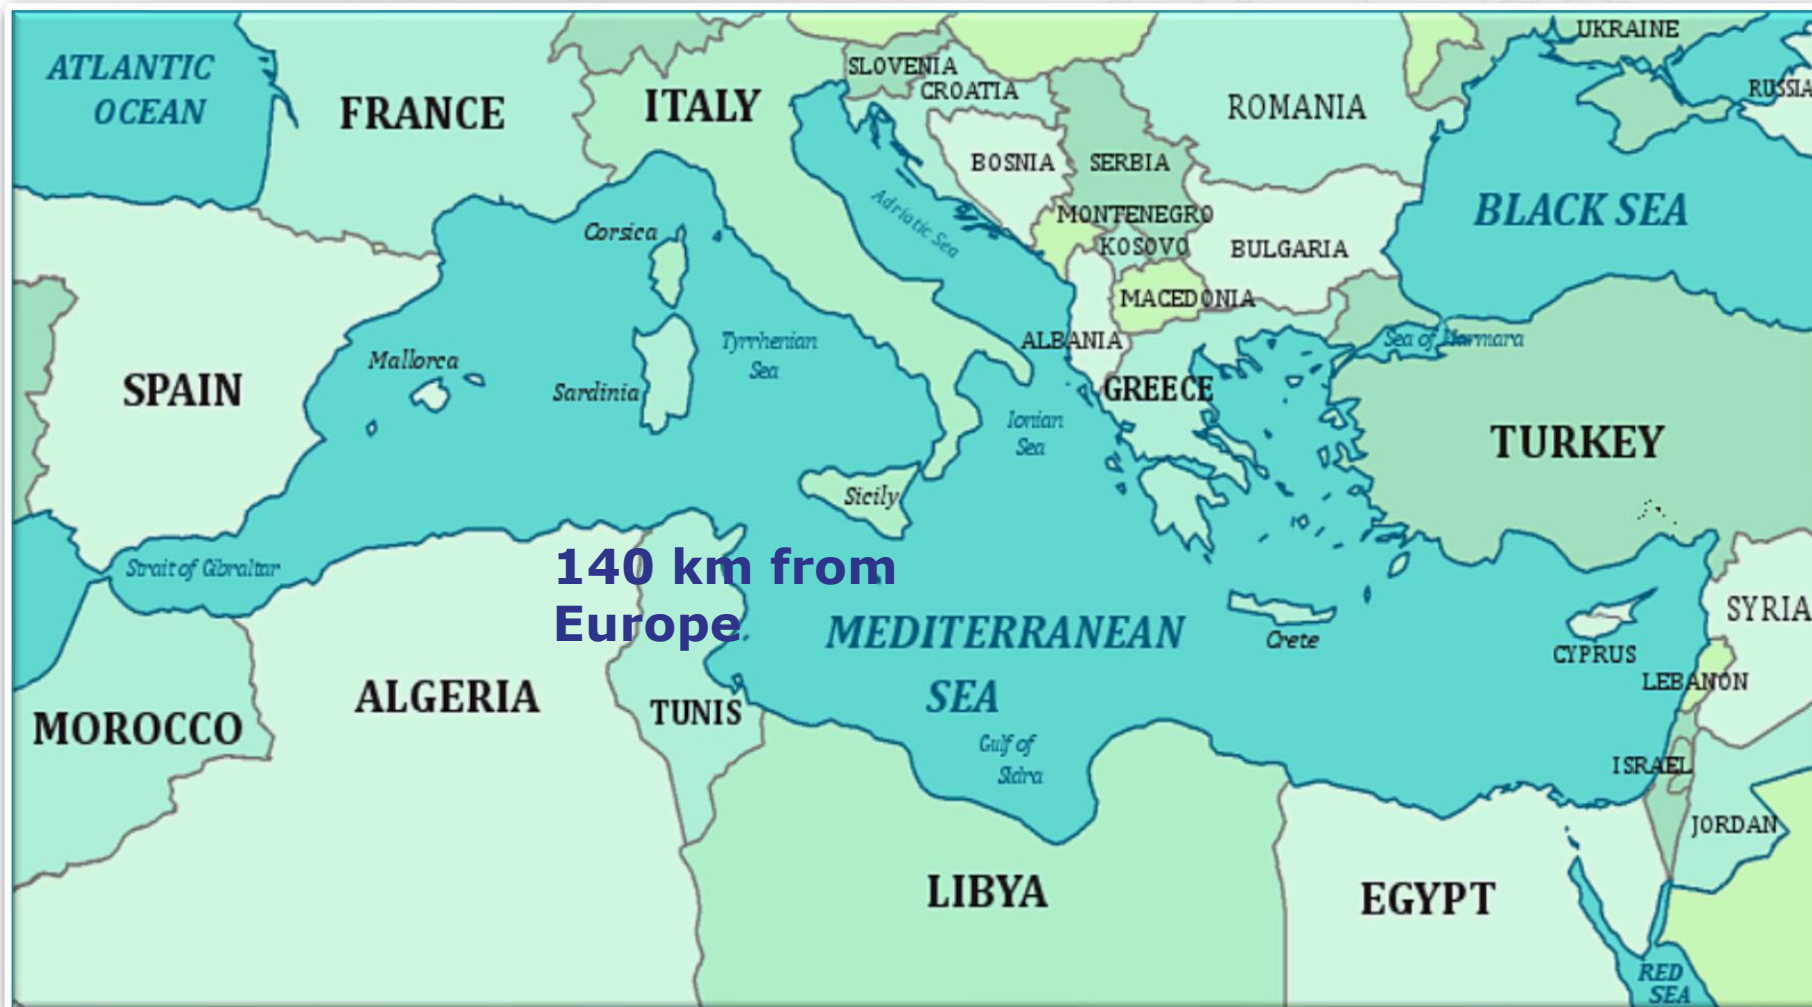 ATLANTIC
OCEAN
FRANCE
ITALY
SLOVENIA
CROATIA
ROMANIA
UKRAINE
RUSSIA
BOSNIA
SERBIA
BLACK SEA
Adriatic Sea
MONTENEGRO
KOSOVO
BULGARIA
Corsica
MACEDONIA
ALBANIA
Sea of Marmara
Tyrrhenian
Sea
Mallorca
Sardinia
SPAIN
GREECE
Ionian
Sea
TURKEY
Sicily
Strait of Gibraltar
140 km from
Europe
MEDITERRANEAN
SEA
Crete
CYPRUS
SYRIA
LEBANON
MOROCCO
ALGERIA
TUNIS
Gulf of
Sidra
ISRAEL
JORDAN
LIBYA
EGYPT
RED
SEA